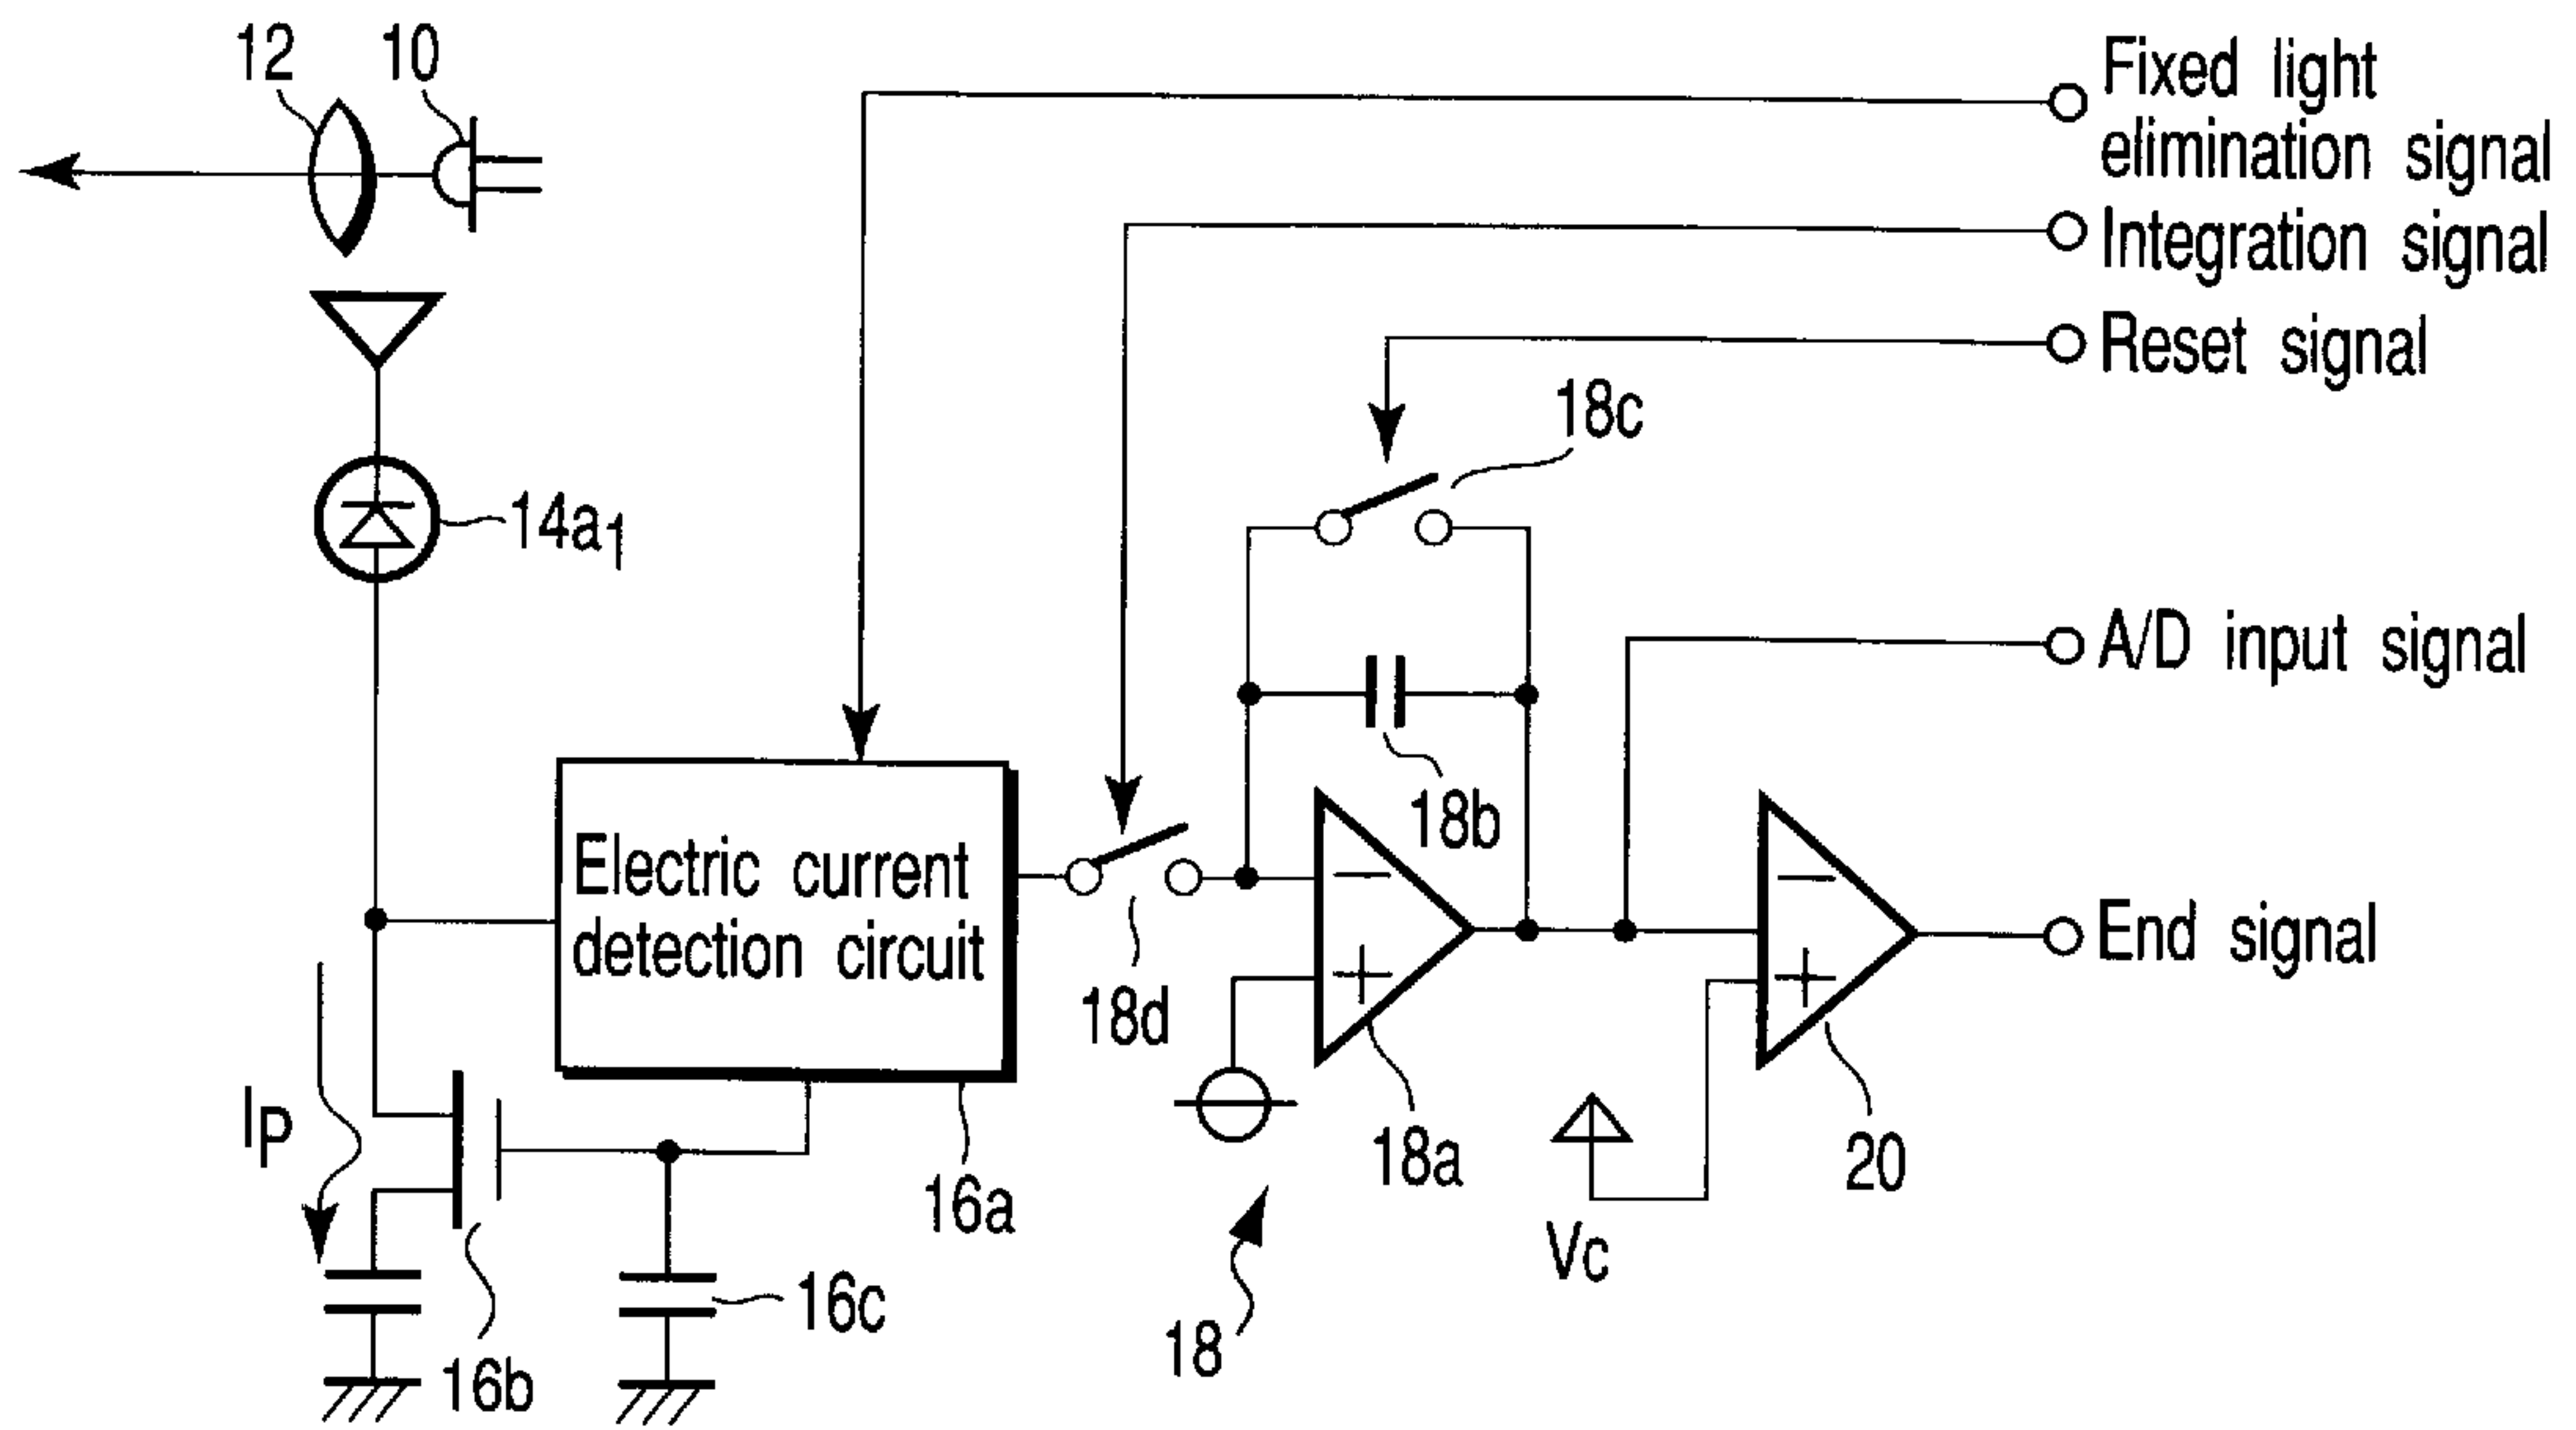 12
10
Fixed light
elimination signal
Integration signal
Reset signal
18c
14a1
A/D input signal
18b
Electric current
detection circuit
End signal
18d
IP
18a
20
16a
Vc
16c
18
16b